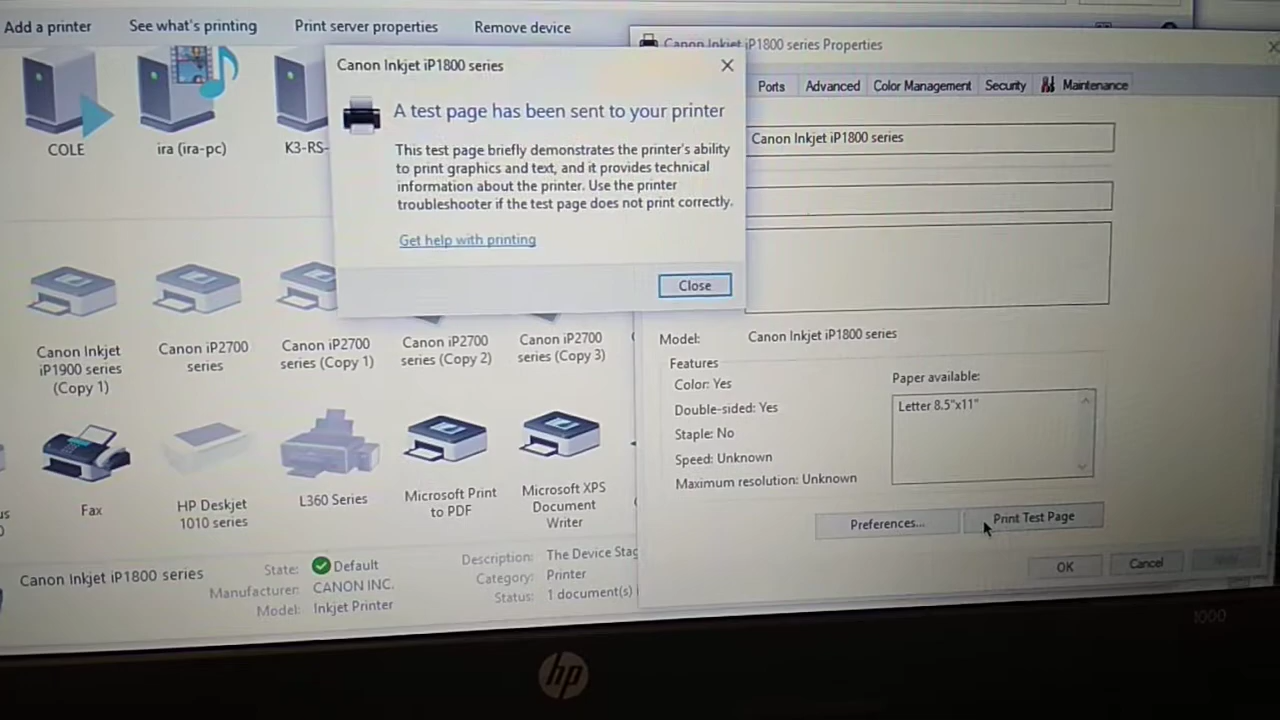 Add a printer
See what's printing
Print server properties
Remove device
COLE
ira (ira-pc)
K3-RS-
Canon Inkjet iP1800 series
A test page has been sent to your printer
This test page briefly demonstrates the printer's ability
to print graphics and text, and it provides technical
information about the printer. Use the printer
troubleshooter if the test page does not print correctly.
Get help with printing
Close
Canon Inkjet iP1800 series Properties
Ports
Advanced
Color Management
Security
Maintenance
Canon Inkjet iP1800 series
Model: Canon Inkjet iP1800 series
Features
Color: Yes
Double-sided: Yes
Staple: No
Speed: Unknown
Maximum resolution: Unknown
Paper available:
Letter 8.5"x11"
Preferences...
Print Test Page
OK
Cancel
Canon Inkjet
iP1900 series
(Copy 1)
Canon iP2700
series
Canon iP2700
series (Copy 1)
Canon iP2700
series (Copy 2)
Canon iP2700
series (Copy 3)
Fax
HP Deskjet
1010 series
L360 Series
Microsoft Print
to PDF
Microsoft XPS
Document
Writer
Canon Inkjet iP1800 series
State: Default
Manufacturer: CANON INC.
Model: Inkjet Printer
Description: The Device Stag
Category: Printer
Status: 1 document(s)
1000
hp